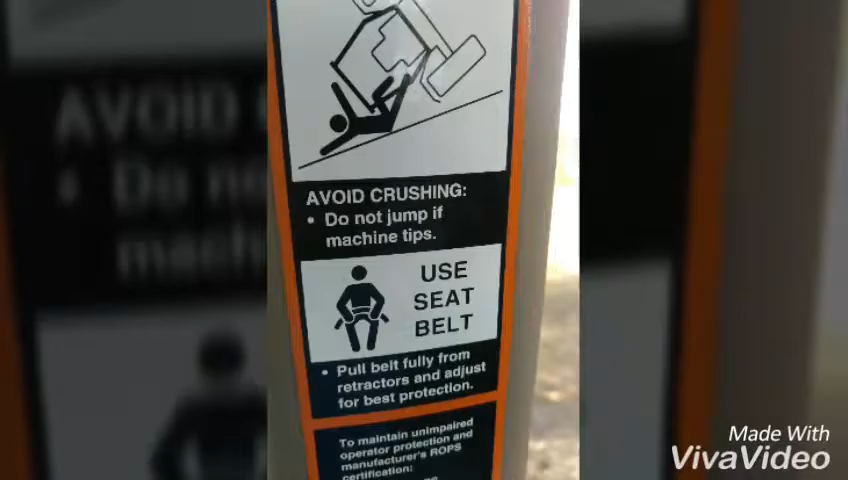 AVOID CRUSHING:
• Do not jump if
machine tips.
USE
SEAT
BELT
• Pull belt fully from
retractors and adjust
for best protection.
To maintain unimpaired
operator protection and
manufacturer's ROPS
certification:
Made With
VivaVideo